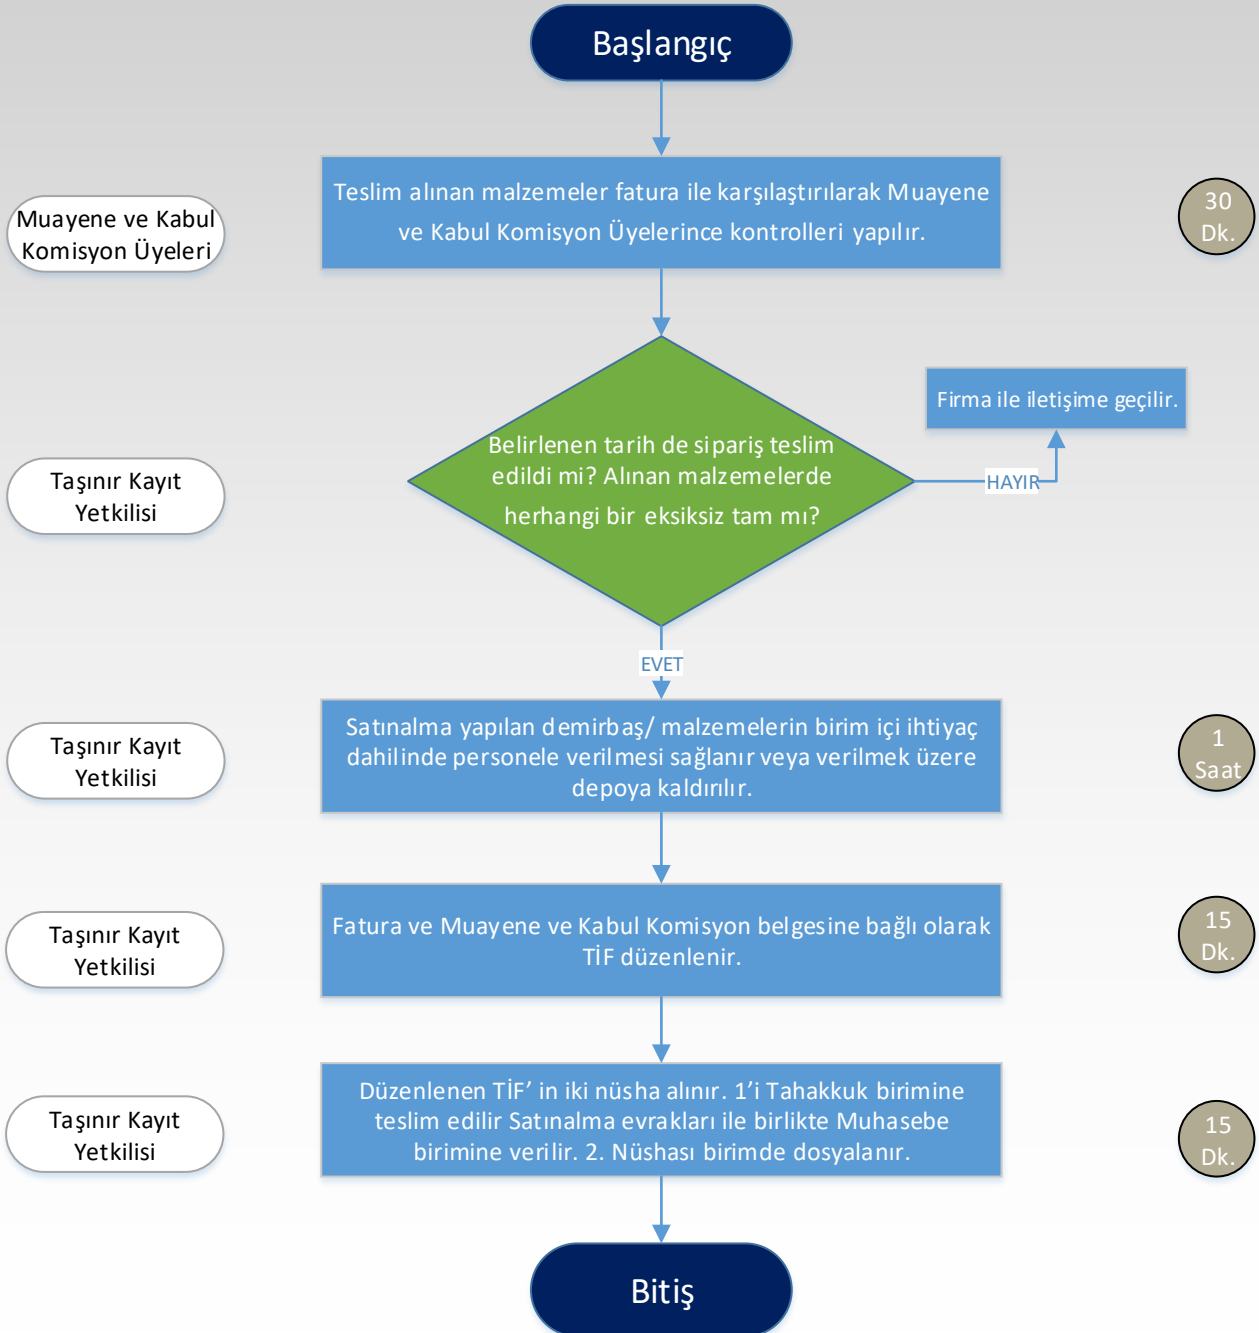 Başlangıç
Muayene ve Kabul
Komisyon Üyeleri
Teslim alınan malzemeler fatura ile karşılaştırılarak Muayene
ve Kabul Komisyon Üyelerince kontrolleri yapılır.
30
Dk.
Taşınır Kayıt
Yetkilisi
Belirlenen tarih de sipariş teslim
edildi mi? Alınan malzemelerde
herhangi bir eksiksiz tam mı?
HAYIR
Firma ile iletişime geçilir.
EVET
Taşınır Kayıt
Yetkilisi
Satınalma yapılan demirbaş/ malzemelerin birim içi ihtiyaç
dahilinde personele verilmesi sağlanır veya verilmek üzere
depoya kaldırılır.
1
Saat
Taşınır Kayıt
Yetkilisi
Fatura ve Muayene ve Kabul Komisyon belgesine bağlı olarak
TİF düzenlenir.
15
Dk.
Taşınır Kayıt
Yetkilisi
Düzenlenen TİF’ in iki nüsha alınır. 1’i Tahakkuk birimine
teslim edilir Satınalma evrakları ile birlikte Muhasebe
birimine verilir. 2. Nüshası birimde dosyalanır.
15
Dk.
Bitiş